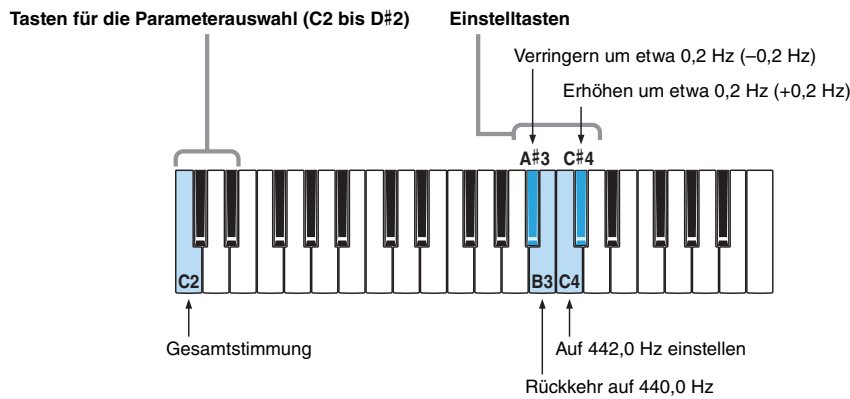 Tasten für die Parameterauswahl (C2 bis D♯2)
Einstelltasten
Verringern um etwa 0,2 Hz (–0,2 Hz)
Erhöhen um etwa 0,2 Hz (+0,2 Hz)
A♯3 C♯4
C2 B3 C4
Gesamtstimmung
Auf 442,0 Hz einstellen
Rückkehr auf 440,0 Hz